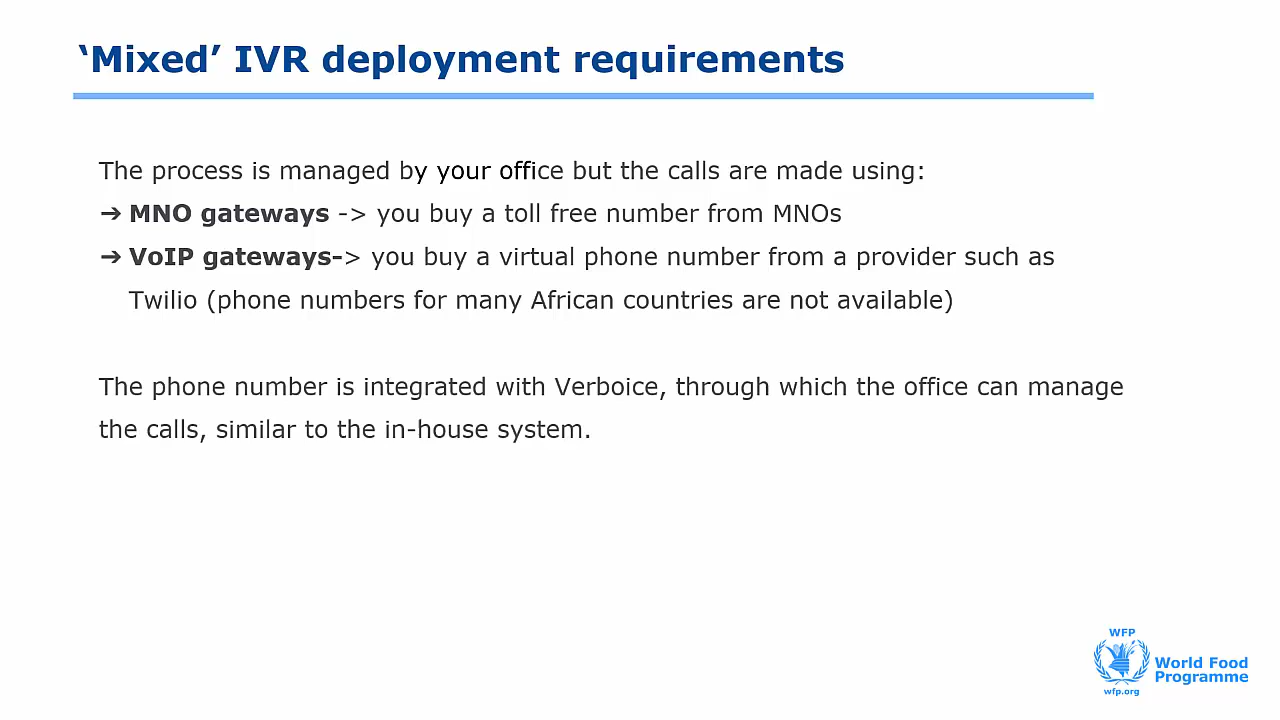 ‘Mixed’ IVR deployment requirements
The process is managed by your office but the calls are made using:
➔ MNO gateways -> you buy a toll free number from MNOs
➔ VoIP gateways-> you buy a virtual phone number from a provider such as
Twilio (phone numbers for many African countries are not available)
The phone number is integrated with Verboice, through which the office can manage
the calls, similar to the in-house system.
WFP
World Food
Programme
wfp.org